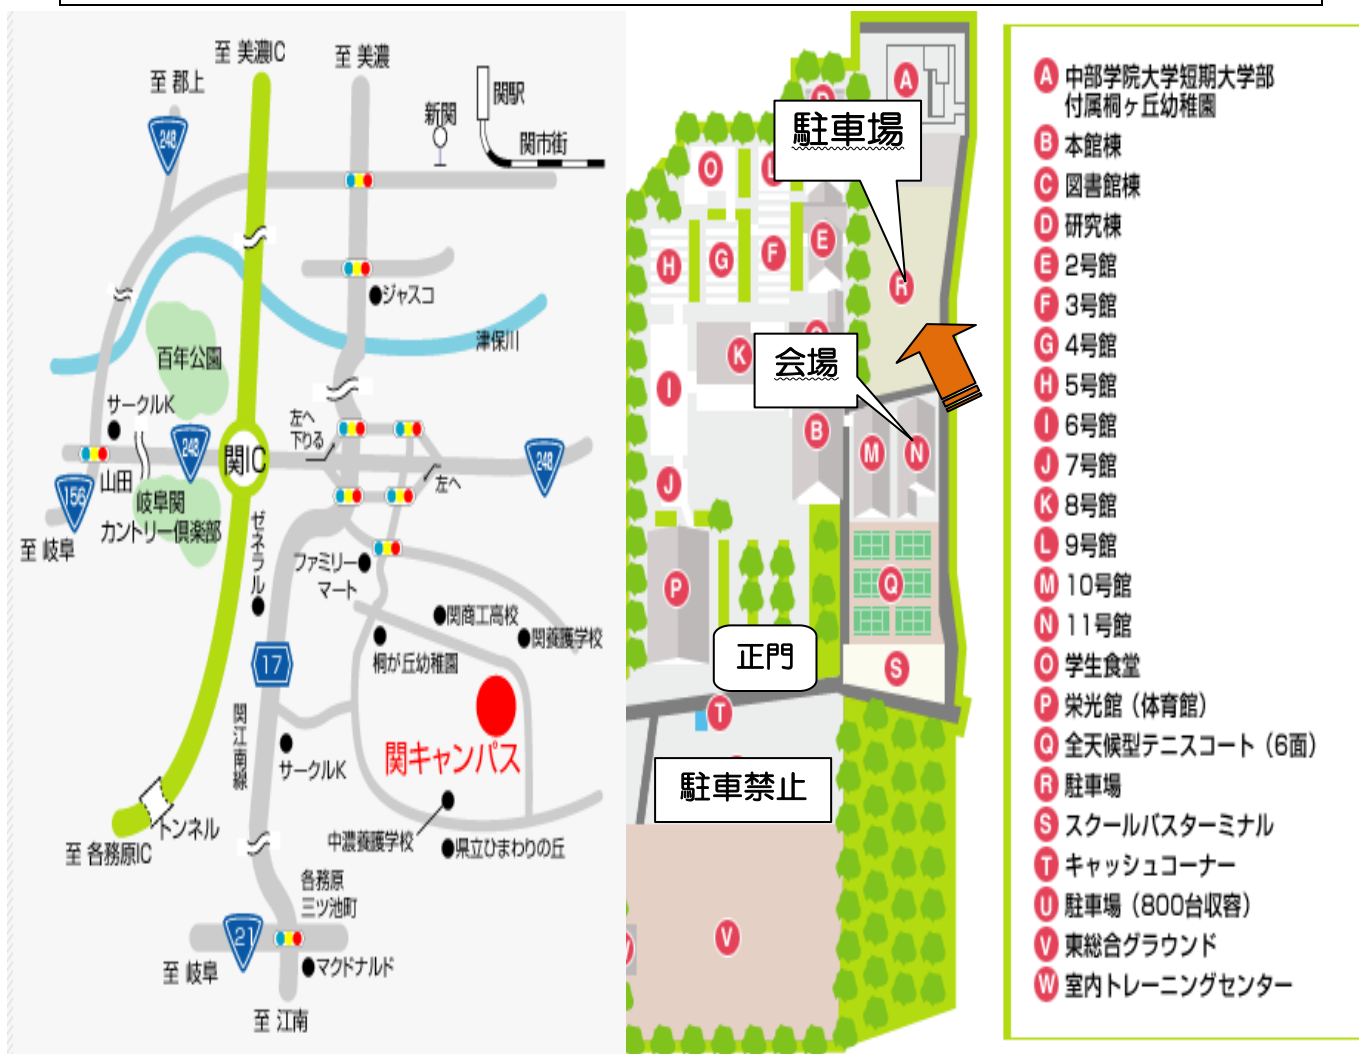 至 美濃IC
至 美濃
至 郡上
関駅
新関
関市街
248
ジャスコ
津保川
百年公園
サークルK
左へ
下りる
248
関IC
248
左へ
山田
156
岐阜関
カントリー倶楽部
至 岐阜
ゼネラル
ファミリー
マート
関商工高校
関養護学校
桐が丘幼稚園
17
関江南線
関キャンパス
サークルK
中濃養護学校
県立ひまわりの丘
トンネル
至 各務原IC
各務原
三ツ池町
21
至 岐阜
マクドナルド
至 江南
A
駐車場
O
L
E
F
G
H
R
K
会場
I
B
M
N
J
P
Q
正門
S
T
駐車禁止
V
A 中部学院大学短期大学部
付属桐ヶ丘幼稚園
B 本館棟
C 図書館棟
D 研究棟
E 2号館
F 3号館
G 4号館
H 5号館
I 6号館
J 7号館
K 8号館
L 9号館
M 10号館
N 11号館
O 学生食堂
P 栄光館（体育館）
Q 全天候型テニスコート（6面）
R 駐車場
S スクールバスターミナル
T キャッシュコーナー
U 駐車場（800台収容）
V 東総合グラウンド
W 室内トレーニングセンター